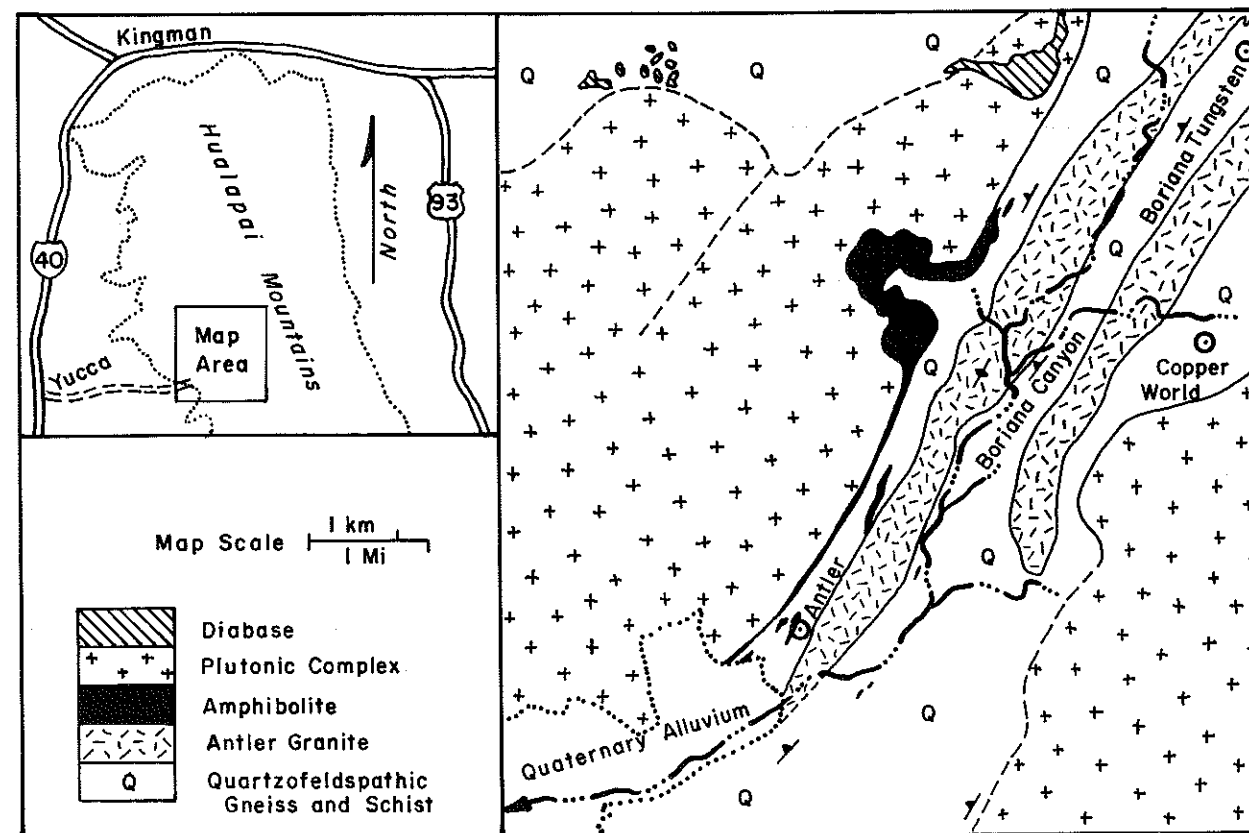 Kingman
Hualapai
Mountains
North
93
40
Yucca
Map
Area
Map Scale
1 km
1 Mi
Diabase
+ + + Plutonic Complex
Amphibolite
Antler Granite
Q Quartzofeldspathic
Gneiss and Schist
Q
Q
Q
Q
Boriana Tungsten
Q
Q
Q
Copper
World
Boriana Canyon
Q
Antler
Q
Quaternary Alluvium
Q